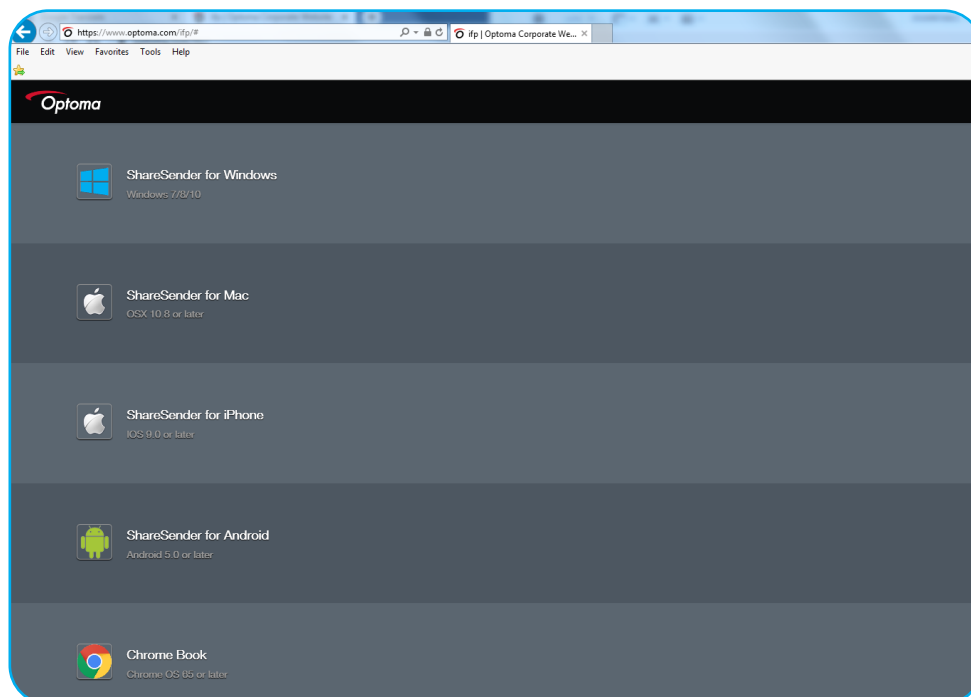 https://www.optoma.com/ifp/#
ifp | Optoma Corporate We...
File Edit View Favorites Tools Help
Optoma
ShareSender for Windows
Windows 7/8/10
ShareSender for Mac
OSX 10.8 or later
ShareSender for iPhone
IOS 9.0 or later
ShareSender for Android
Android 5.0 or later
Chrome Book
Chrome OS 65 or later